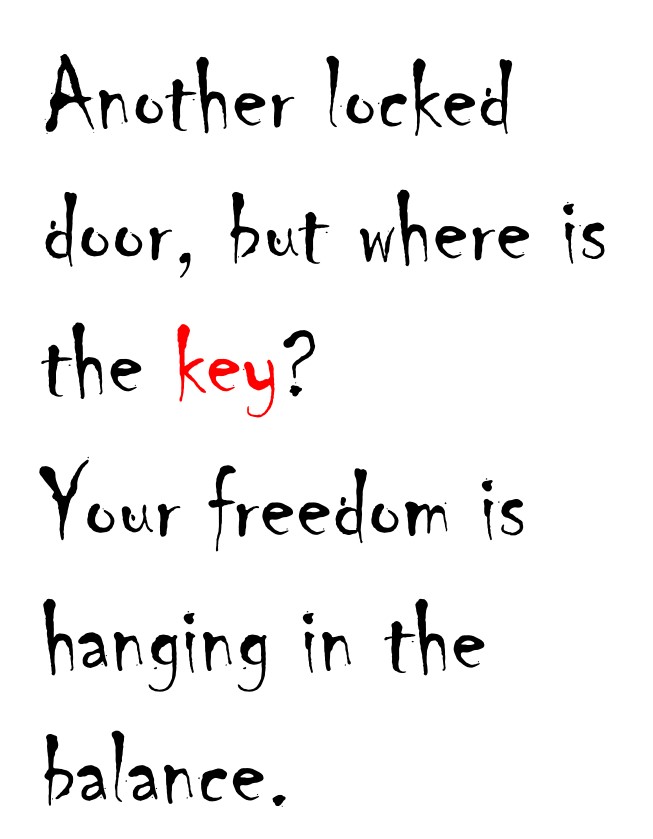 Another locked
door, but where is
the key?
Your freedom is
hanging in the
balance.